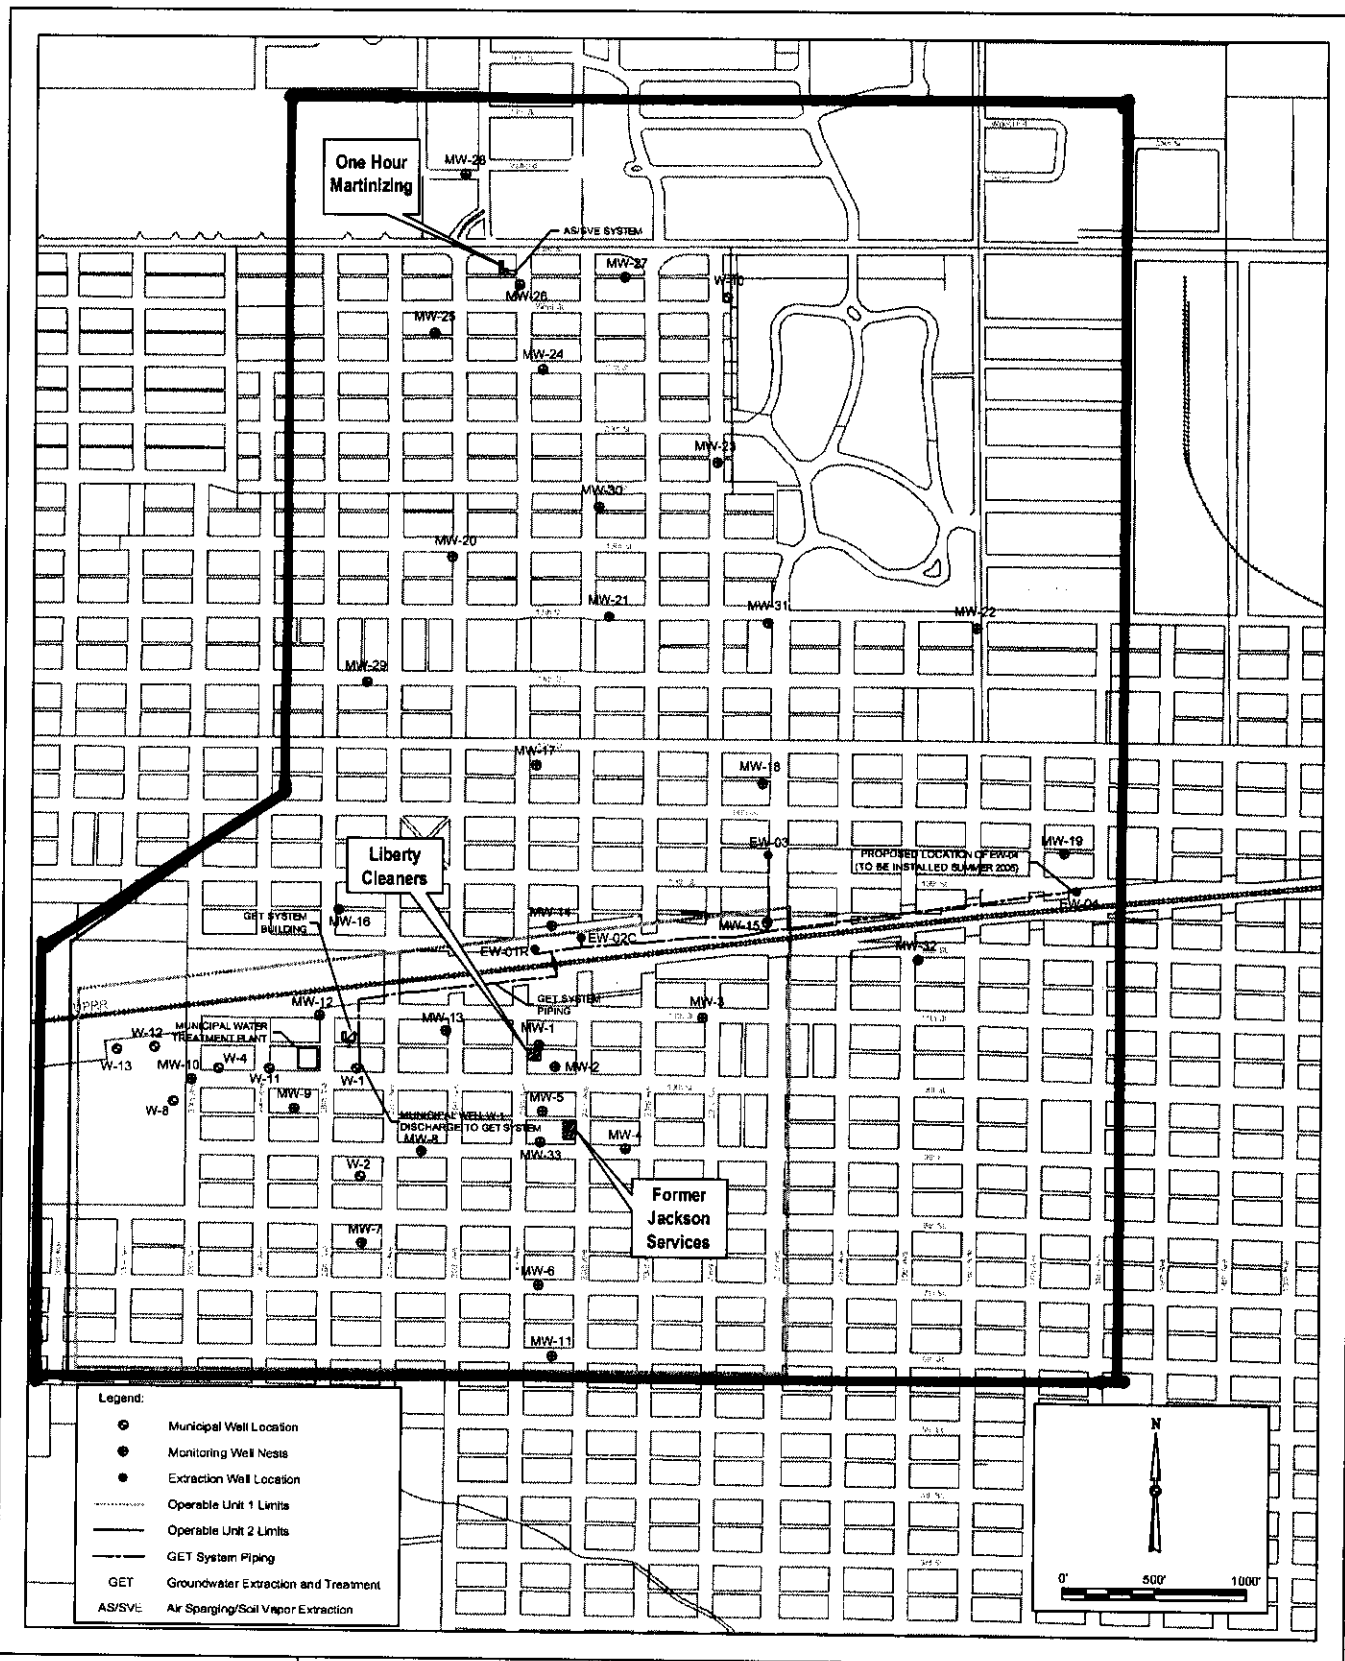 One Hour
Martinizing
MW-28
AS/SVE SYSTEM
MW-27
MW-26
W-10
MW-25
MW-24
MW-23
MW-30
MW-20
MW-21
MW-31
MW-22
MW-29
MW-17
MW-18
Liberty
Cleaners
EW-03
MW-19
PROPOSED LOCATION OF EW-04
(TO BE INSTALLED SUMMER 2006)
EW-04
MW-16
GET SYSTEM
BUILDING
MW-14
EW-02C
EW-01R
MW-15
MW-32
UPRR
GET SYSTEM
PIPING
MW-3
MW-12
MW-13
MW-1
MUNICIPAL WATER
TREATMENT PLANT
W-12
W-13
MW-10
W-4
W-11
W-1
MW-2
W-8
MW-9
MW-5
MUNICIPAL WELL W-1
DISCHARGE TO GET SYSTEM
MW-8
MW-33
MW-4
W-2
Former
Jackson
Services
MW-7
MW-6
MW-11
Legend:
Municipal Well Location
Monitoring Well Nests
Extraction Well Location
Operable Unit 1 Limits
Operable Unit 2 Limits
GET System Piping
GET Groundwater Extraction and Treatment
AS/SVE Air Sparging/Soil Vapor Extraction
N
0' 500' 1000'